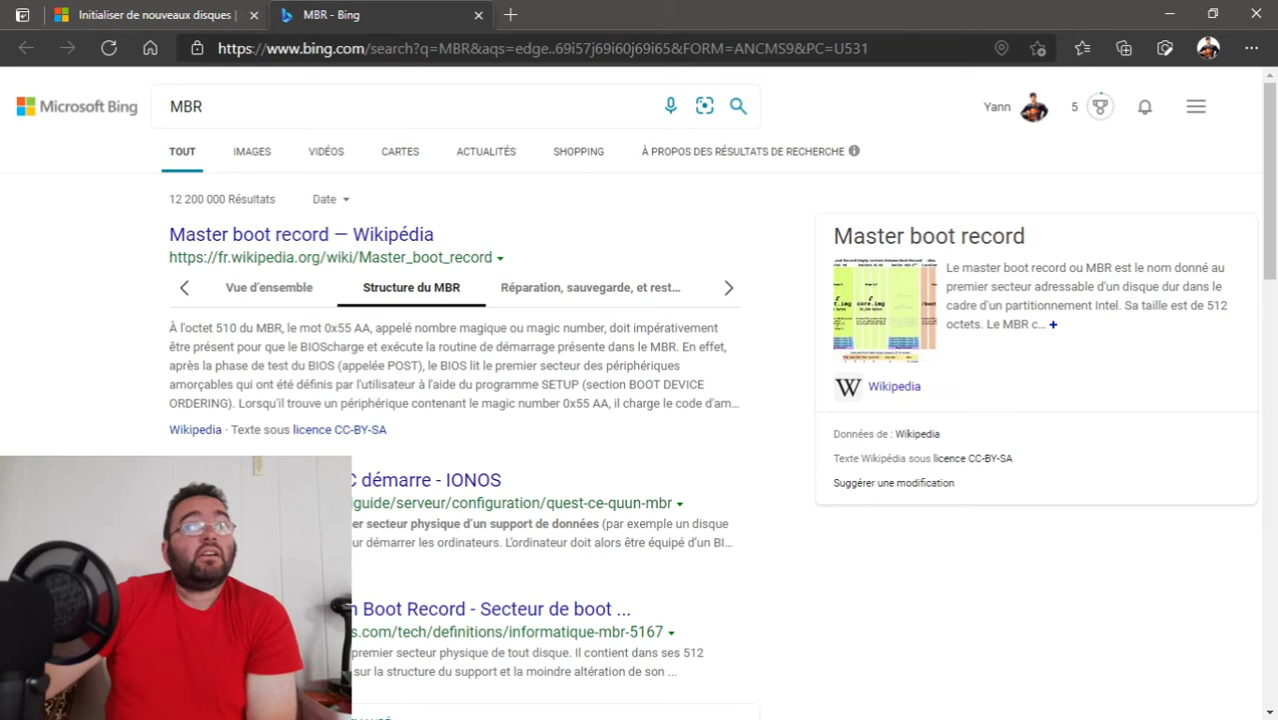 Initialiser de nouveaux disques |
MBR - Bing
https://www.bing.com/search?q=MBR&aqs=edge..69i57j69i60j69i65&FORM=ANCMS9&PC=U531
Microsoft Bing
MBR
Yann
5
TOUT
IMAGES
VIDÉOS
CARTES
ACTUALITÉS
SHOPPING
À PROPOS DES RÉSULTATS DE RECHERCHE
12 200 000 Résultats
Date
Master boot record — Wikipédia
https://fr.wikipedia.org/wiki/Master_boot_record
Vue d'ensemble
Structure du MBR
Réparation, sauvegarde, et rest...
À l'octet 510 du MBR, le mot 0x55 AA, appelé nombre magique ou magic number, doit impérativement
être présent pour que le BIOScharge et exécute la routine de démarrage présente dans le MBR. En effet,
après la phase de test du BIOS (appelée POST), le BIOS lit le premier secteur des périphériques
amorçables qui ont été définis par l'utilisateur à l'aide du programme SETUP (section BOOT DEVICE
ORDERING). Lorsqu'il trouve un périphérique contenant le magic number 0x55 AA, il charge le code d'am...
Wikipedia · Texte sous licence CC-BY-SA
C démarre - IONOS
guide/serveur/configuration/quest-ce-quun-mbr
er secteur physique d'un support de données (par exemple un disque
ur démarrer les ordinateurs. L'ordinateur doit alors être équipé d'un BI...
n Boot Record - Secteur de boot ...
s.com/tech/definitions/informatique-mbr-5167
premier secteur physique de tout disque. Il contient dans ses 512
sur la structure du support et la moindre altération de son ...
Master boot record
Le master boot record ou MBR est le nom donné au
premier secteur adressable d'un disque dur dans le
cadre d'un partitionnement Intel. Sa taille est de 512
octets. Le MBR c... +
Wikipedia
Données de : Wikipedia
Texte Wikipédia sous licence CC-BY-SA
Suggérer une modification